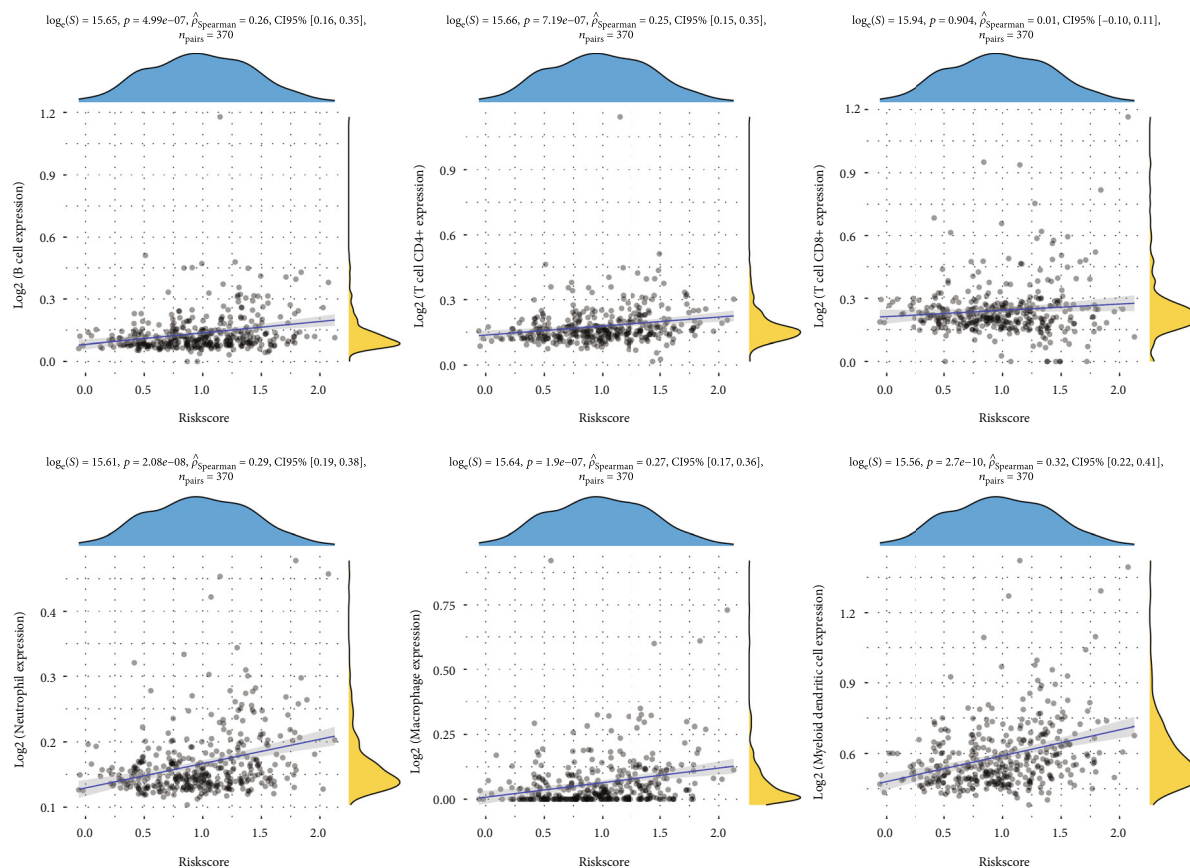 logₑ(S) = 15.65, p = 4.99e−07, ρ̂Spearman = 0.26, CI95% [0.16, 0.35],
n_pairs = 370
1.2
0.9
0.6
0.3
0.0
Log2 (B cell expression)
0.0 0.5 1.0 1.5 2.0
Riskscore
logₑ(S) = 15.66, p = 7.19e−07, ρ̂Spearman = 0.25, CI95% [0.15, 0.35],
n_pairs = 370
0.9
0.6
0.3
0.0
Log2 (T cell CD4+ expression)
0.0 0.5 1.0 1.5 2.0
Riskscore
logₑ(S) = 15.94, p = 0.904, ρ̂Spearman = 0.01, CI95% [−0.10, 0.11],
n_pairs = 370
1.2
0.9
0.6
0.3
0.0
Log2 (T cell CD8+ expression)
0.0 0.5 1.0 1.5 2.0
Riskscore
logₑ(S) = 15.61, p = 2.08e−08, ρ̂Spearman = 0.29, CI95% [0.19, 0.38],
n_pairs = 370
0.4
0.3
0.2
0.1
Log2 (Neutrophil expression)
0.0 0.5 1.0 1.5 2.0
Riskscore
logₑ(S) = 15.64, p = 1.9e−07, ρ̂Spearman = 0.27, CI95% [0.17, 0.36],
n_pairs = 370
0.75
0.50
0.25
0.00
Log2 (Macrophage expression)
0.0 0.5 1.0 1.5 2.0
Riskscore
logₑ(S) = 15.56, p = 2.7e−10, ρ̂Spearman = 0.32, CI95% [0.22, 0.41],
n_pairs = 370
1.2
0.9
0.6
Log2 (Myeloid dendritic cell expression)
0.0 0.5 1.0 1.5 2.0
Riskscore